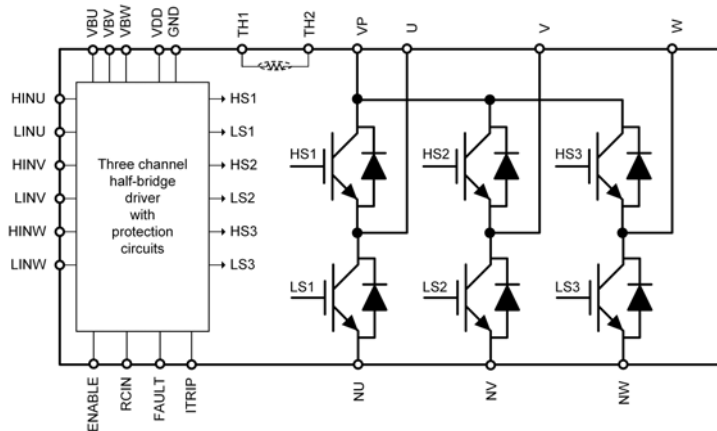 VBU
VBV
VBW
VDD
GND
TH1
TH2
VP
U
V
W
HINU
LINU
HINV
LINV
HINW
LINW
Three channel
half-bridge
driver
with
protection
circuits
HS1
LS1
HS2
LS2
HS3
LS3
HS1
HS2
HS3
LS1
LS2
LS3
ENABLE
RCIN
FAULT
ITRIP
NU
NV
NW